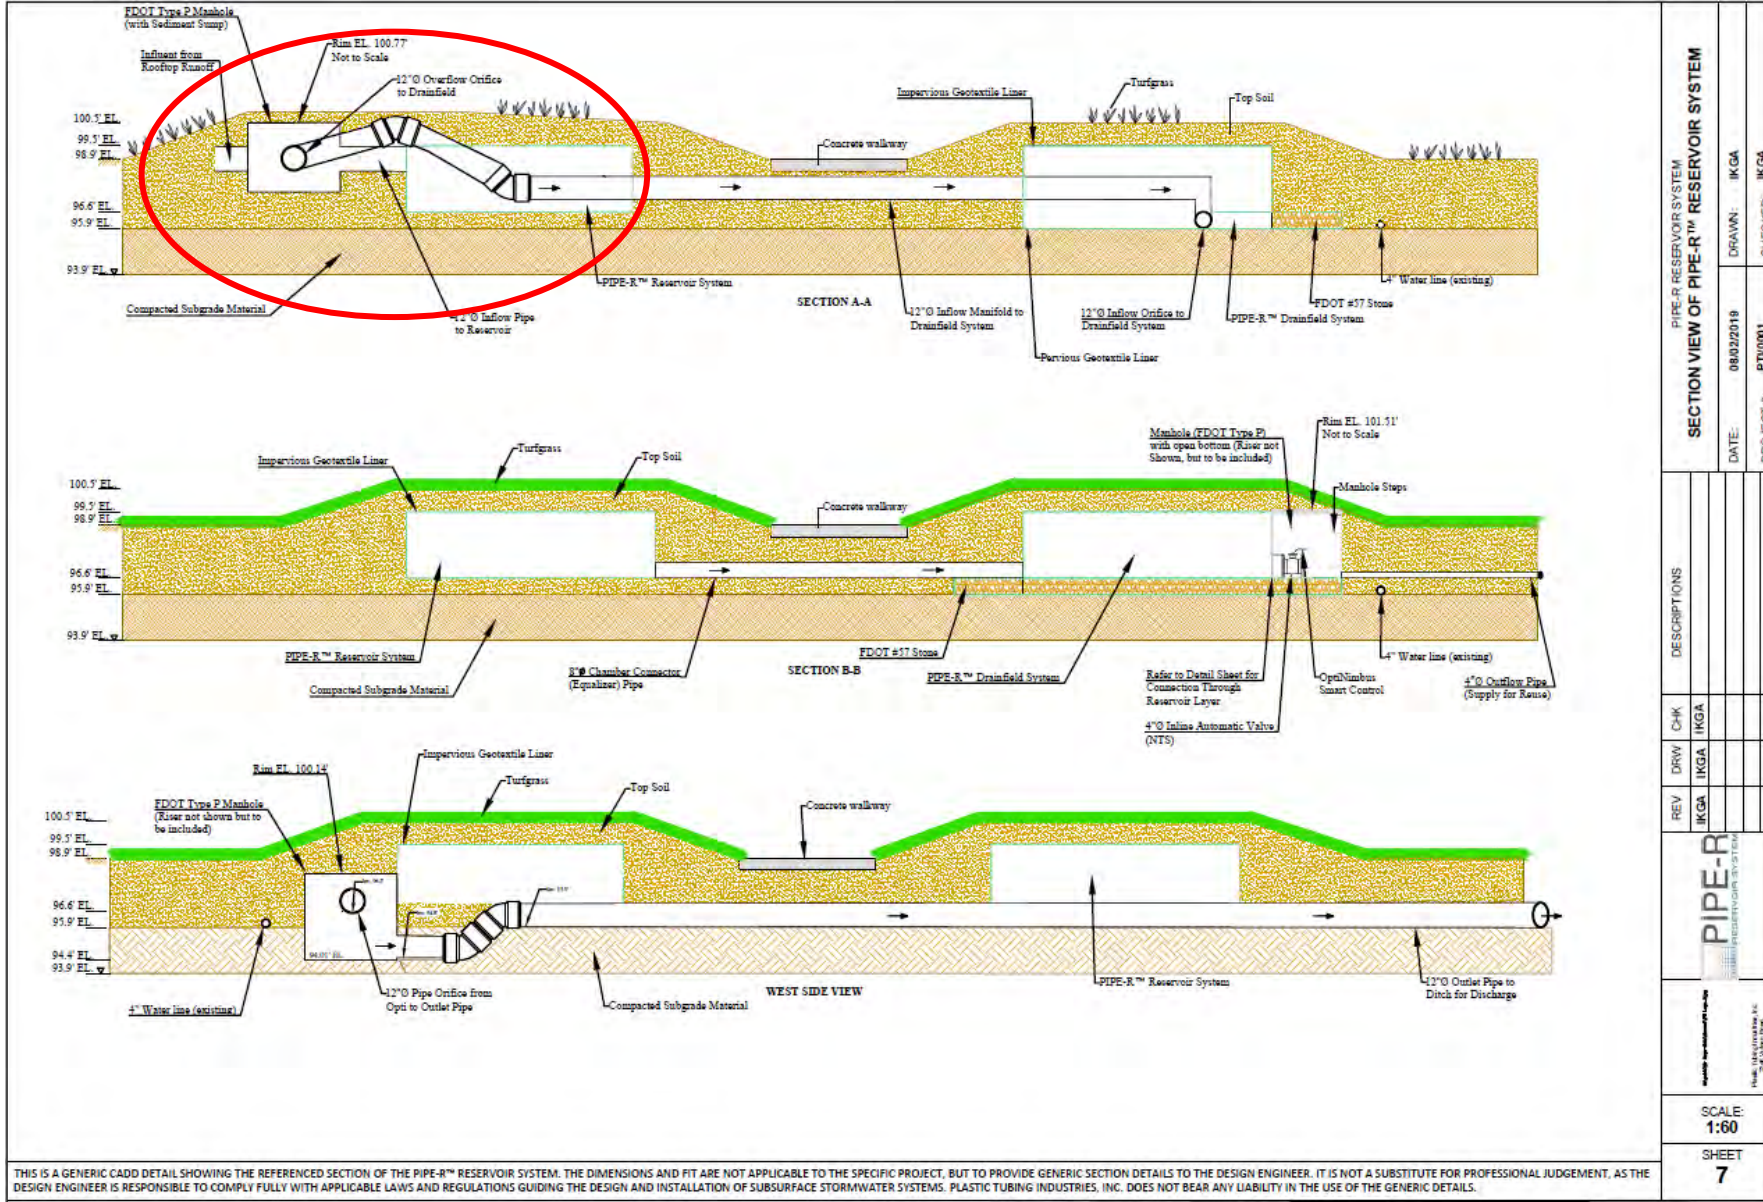 FDOT Type P Manhole
(with Sediment Sump)
Influent from
Rooftop Runoff
Rim EL. 100.77'
Not to Scale
12"Ø Overflow Orifice
to Drainfield
Impervious Geotextile Liner
Turfgrass
Top Soil
Concrete walkway
100.5' EL.
99.5' EL.
98.9' EL.
96.6' EL.
95.9' EL.
93.9' EL.
Compacted Subgrade Material
12"Ø Inflow Pipe
to Reservoir
PIPE-R™ Reservoir System
SECTION A-A
12"Ø Inflow Manifold to
Drainfield System
12"Ø Inflow Orifice to
Drainfield System
Pervious Geotextile Liner
PIPE-R™ Drainfield System
FDOT #57 Stone
4" Water line (existing)
Impervious Geotextile Liner
Turfgrass
Top Soil
Concrete walkway
Manhole (FDOT Type P)
with open bottom (Riser not
Shown, but to be included)
Rim EL. 101.51'
Not to Scale
Manhole Steps
100.5' EL.
99.5' EL.
98.9' EL.
96.6' EL.
95.9' EL.
93.9' EL.
PIPE-R™ Reservoir System
Compacted Subgrade Material
8"Ø Chamber Connector
(Equalizer) Pipe
SECTION B-B
FDOT #57 Stone
PIPE-R™ Drainfield System
Refer to Detail Sheet for
Connection Through
Reservoir Layer
4"Ø Inline Automatic Valve
(NTS)
OptiNimbus
Smart Control
4" Water line (existing)
4"Ø Outflow Pipe
(Supply for Reuse)
Rim EL. 100.14'
FDOT Type P Manhole
(Riser not shown but to
be included)
Impervious Geotextile Liner
Turfgrass
Top Soil
Concrete walkway
100.5' EL.
99.5' EL.
98.9' EL.
96.6' EL.
95.9' EL.
94.4' EL.
93.9' EL.
94.05' EL.
4" Water line (existing)
12"Ø Pipe Orifice from
Opti to Outlet Pipe
Compacted Subgrade Material
WEST SIDE VIEW
PIPE-R™ Reservoir System
12"Ø Outlet Pipe to
Ditch for Discharge
PIPE-R RESERVOIR SYSTEM
SECTION VIEW OF PIPE-R™ RESERVOIR SYSTEM
DATE: 08/02/2019 DRAWN: IKGA
DESCRIPTIONS
REV DRW CHK
IKGA IKGA IKGA
PIPE-R
RESERVOIR SYSTEM
SCALE:
1:60
SHEET
7
THIS IS A GENERIC CADD DETAIL SHOWING THE REFERENCED SECTION OF THE PIPE-R™ RESERVOIR SYSTEM. THE DIMENSIONS AND FIT ARE NOT APPLICABLE TO THE SPECIFIC PROJECT, BUT TO PROVIDE GENERIC SECTION DETAILS TO THE DESIGN ENGINEER. IT IS NOT A SUBSTITUTE FOR PROFESSIONAL JUDGEMENT, AS THE
DESIGN ENGINEER IS RESPONSIBLE TO COMPLY FULLY WITH APPLICABLE LAWS AND REGULATIONS GUIDING THE DESIGN AND INSTALLATION OF SUBSURFACE STORMWATER SYSTEMS. PLASTIC TUBING INDUSTRIES, INC. DOES NOT BEAR ANY LIABILITY IN THE USE OF THE GENERIC DETAILS.